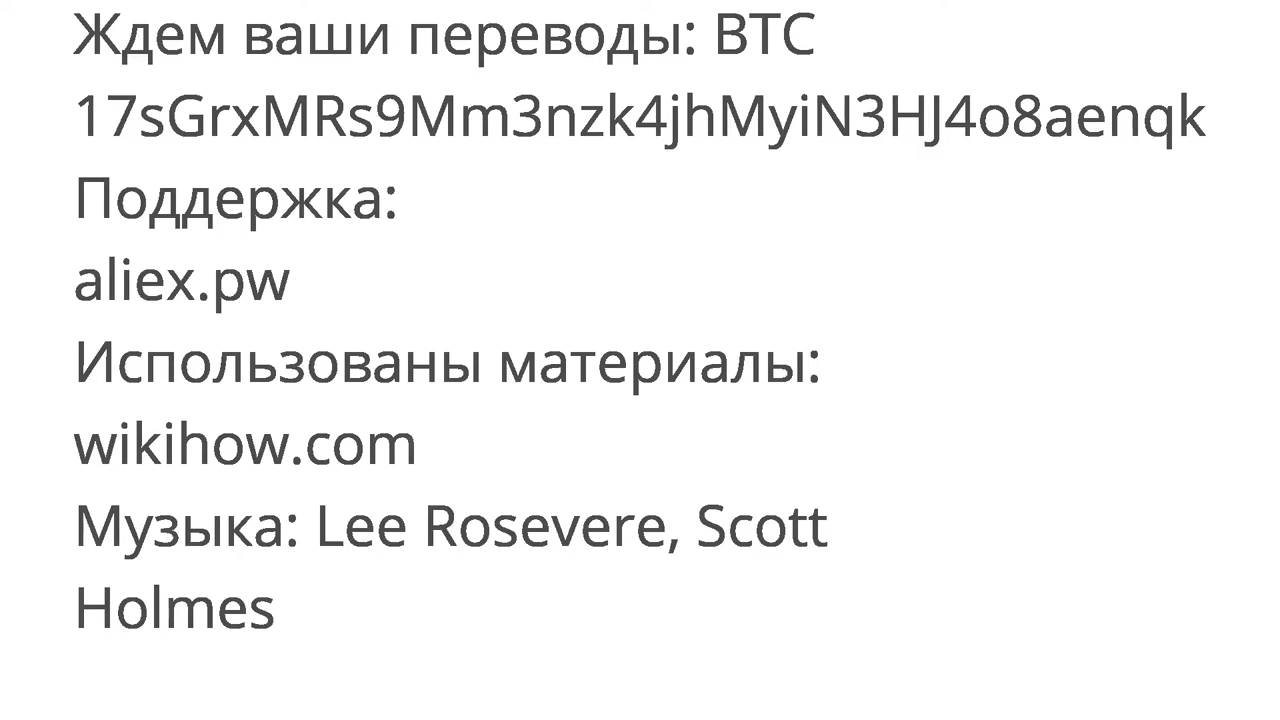 Ждем ваши переводы: BTC
17sGrxMRs9Mm3nzk4jhMyiN3HJ4o8aenqk
Поддержка:
aliex.pw
Использованы материалы:
wikihow.com
Музыка: Lee Rosevere, Scott
Holmes